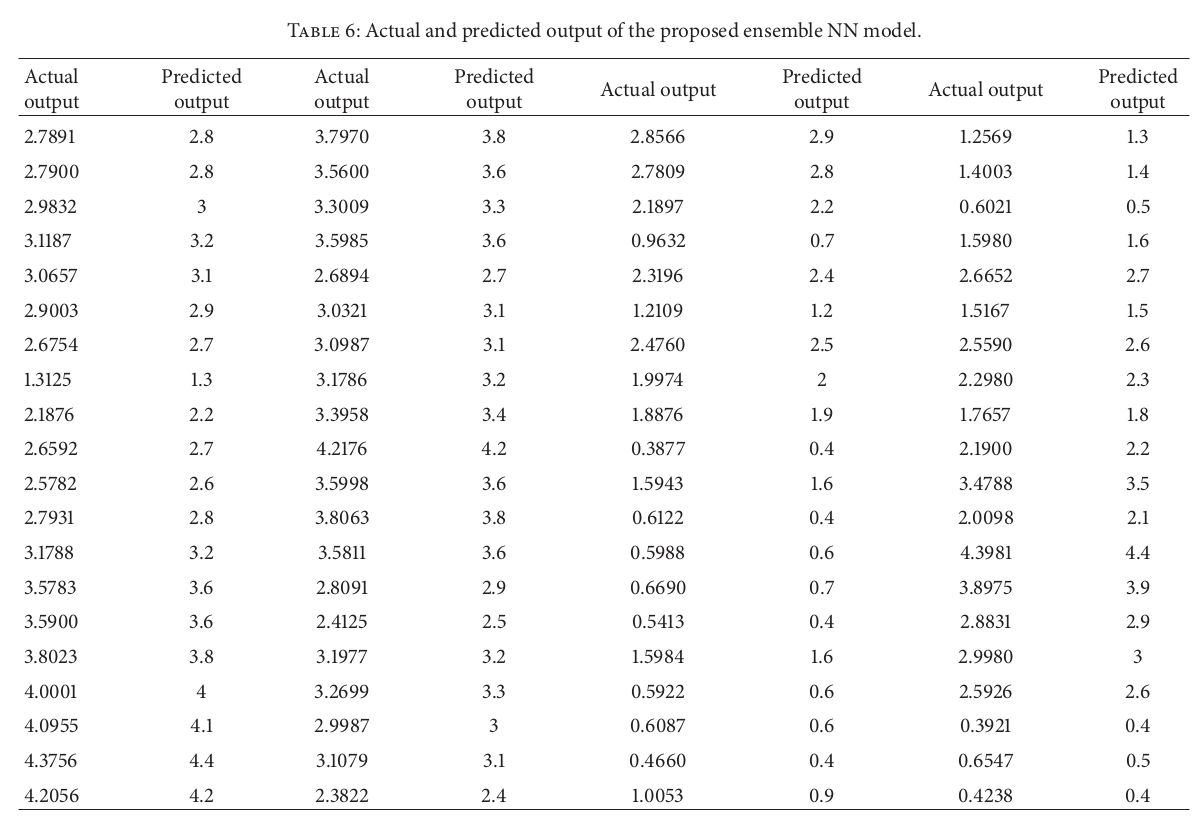 TABLE 6: Actual and predicted output of the proposed ensemble NN model.
Actual output Predicted output Actual output Predicted output Actual output Predicted output Actual output Predicted output
2.7891 2.8 3.7970 3.8 2.8566 2.9 1.2569 1.3
2.7900 2.8 3.5600 3.6 2.7809 2.8 1.4003 1.4
2.9832 3 3.3009 3.3 2.1897 2.2 0.6021 0.5
3.1187 3.2 3.5985 3.6 0.9632 0.7 1.5980 1.6
3.0657 3.1 2.6894 2.7 2.3196 2.4 2.6652 2.7
2.9003 2.9 3.0321 3.1 1.2109 1.2 1.5167 1.5
2.6754 2.7 3.0987 3.1 2.4760 2.5 2.5590 2.6
1.3125 1.3 3.1786 3.2 1.9974 2 2.2980 2.3
2.1876 2.2 3.3958 3.4 1.8876 1.9 1.7657 1.8
2.6592 2.7 4.2176 4.2 0.3877 0.4 2.1900 2.2
2.5782 2.6 3.5998 3.6 1.5943 1.6 3.4788 3.5
2.7931 2.8 3.8063 3.8 0.6122 0.4 2.0098 2.1
3.1788 3.2 3.5811 3.6 0.5988 0.6 4.3981 4.4
3.5783 3.6 2.8091 2.9 0.6690 0.7 3.8975 3.9
3.5900 3.6 2.4125 2.5 0.5413 0.4 2.8831 2.9
3.8023 3.8 3.1977 3.2 1.5984 1.6 2.9980 3
4.0001 4 3.2699 3.3 0.5922 0.6 2.5926 2.6
4.0955 4.1 2.9987 3 0.6087 0.6 0.3921 0.4
4.3756 4.4 3.1079 3.1 0.4660 0.4 0.6547 0.5
4.2056 4.2 2.3822 2.4 1.0053 0.9 0.4238 0.4